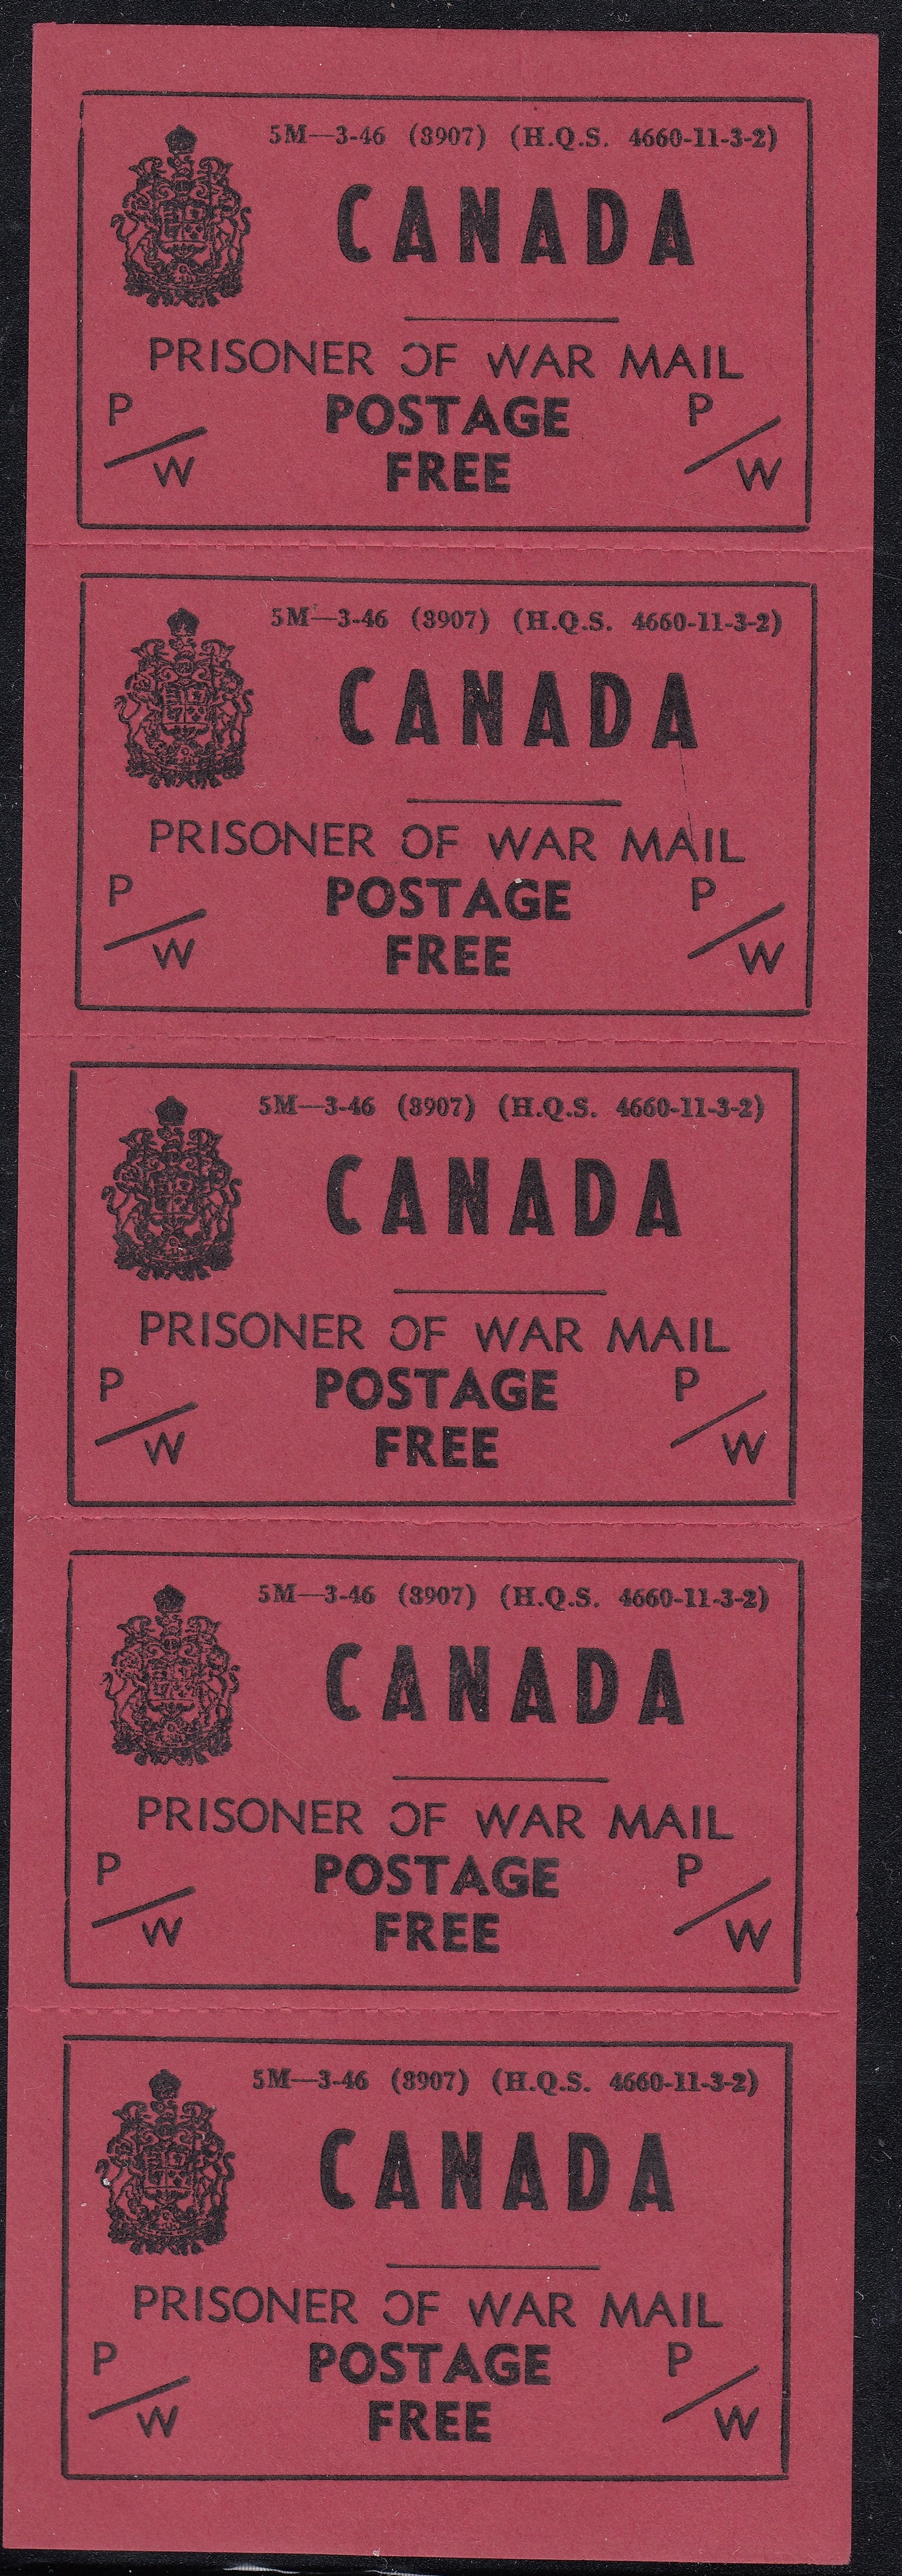 5M—3-46 (8907) (H.Q.S. 4660-11-3-2)
CANADA
PRISONER OF WAR MAIL
P/W POSTAGE P/W
FREE
5M—3-46 (8907) (H.Q.S. 4660-11-3-2)
CANADA
PRISONER OF WAR MAIL
P/W POSTAGE P/W
FREE
5M—3-46 (8907) (H.Q.S. 4660-11-3-2)
CANADA
PRISONER OF WAR MAIL
P/W POSTAGE P/W
FREE
5M—3-46 (8907) (H.Q.S. 4660-11-3-2)
CANADA
PRISONER OF WAR MAIL
P/W POSTAGE P/W
FREE
5M—3-46 (8907) (H.Q.S. 4660-11-3-2)
CANADA
PRISONER OF WAR MAIL
P/W POSTAGE P/W
FREE